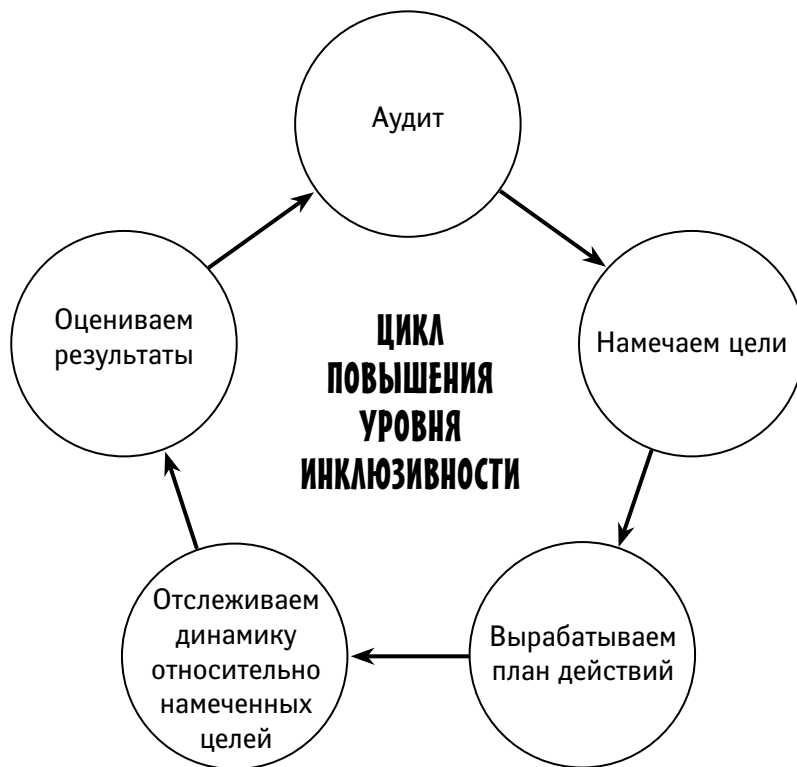 Аудит
Намечаем цели
Вырабатываем
план действий
Отслеживаем
динамику
относительно
намеченных
целей
Оцениваем
результаты
ЦИКЛ
ПОВЫШЕНИЯ
УРОВНЯ
ИНКЛЮЗИВНОСТИ